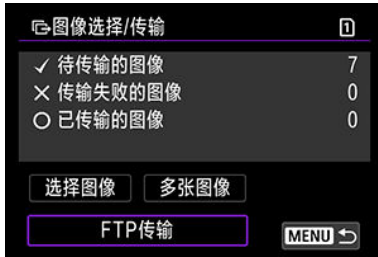 图像选择/传输 1
待传输的图像 7
传输失败的图像 0
已传输的图像 0
选择图像 多张图像
FTP传输 MENU